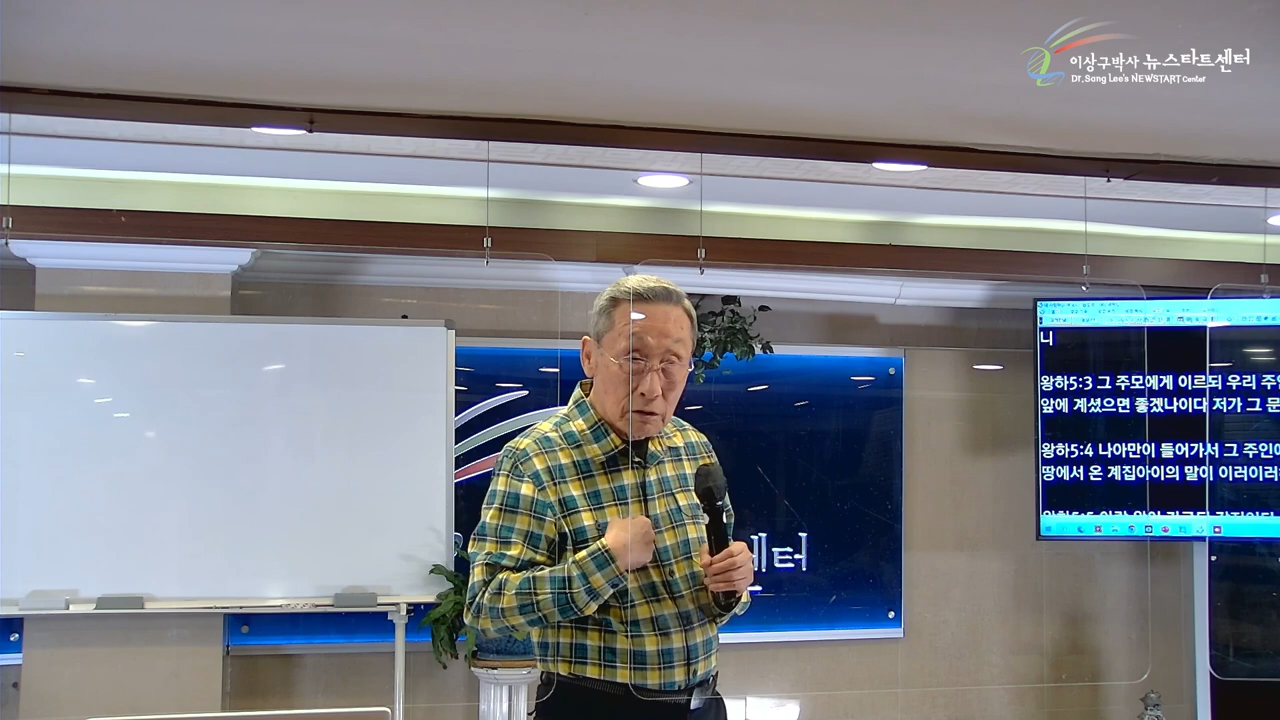 이상구박사 뉴스타트센터
Dr. Sang Lee's NEWSTART Center
니
왕하5:3 그 주모에게 이르되 우리 주인
앞에 계셨으면 좋겠나이다 저가 그 문
왕하5:4 나아만이 들어가서 그 주인에
땅에서 온 계집아이의 말이 이러이러
센터